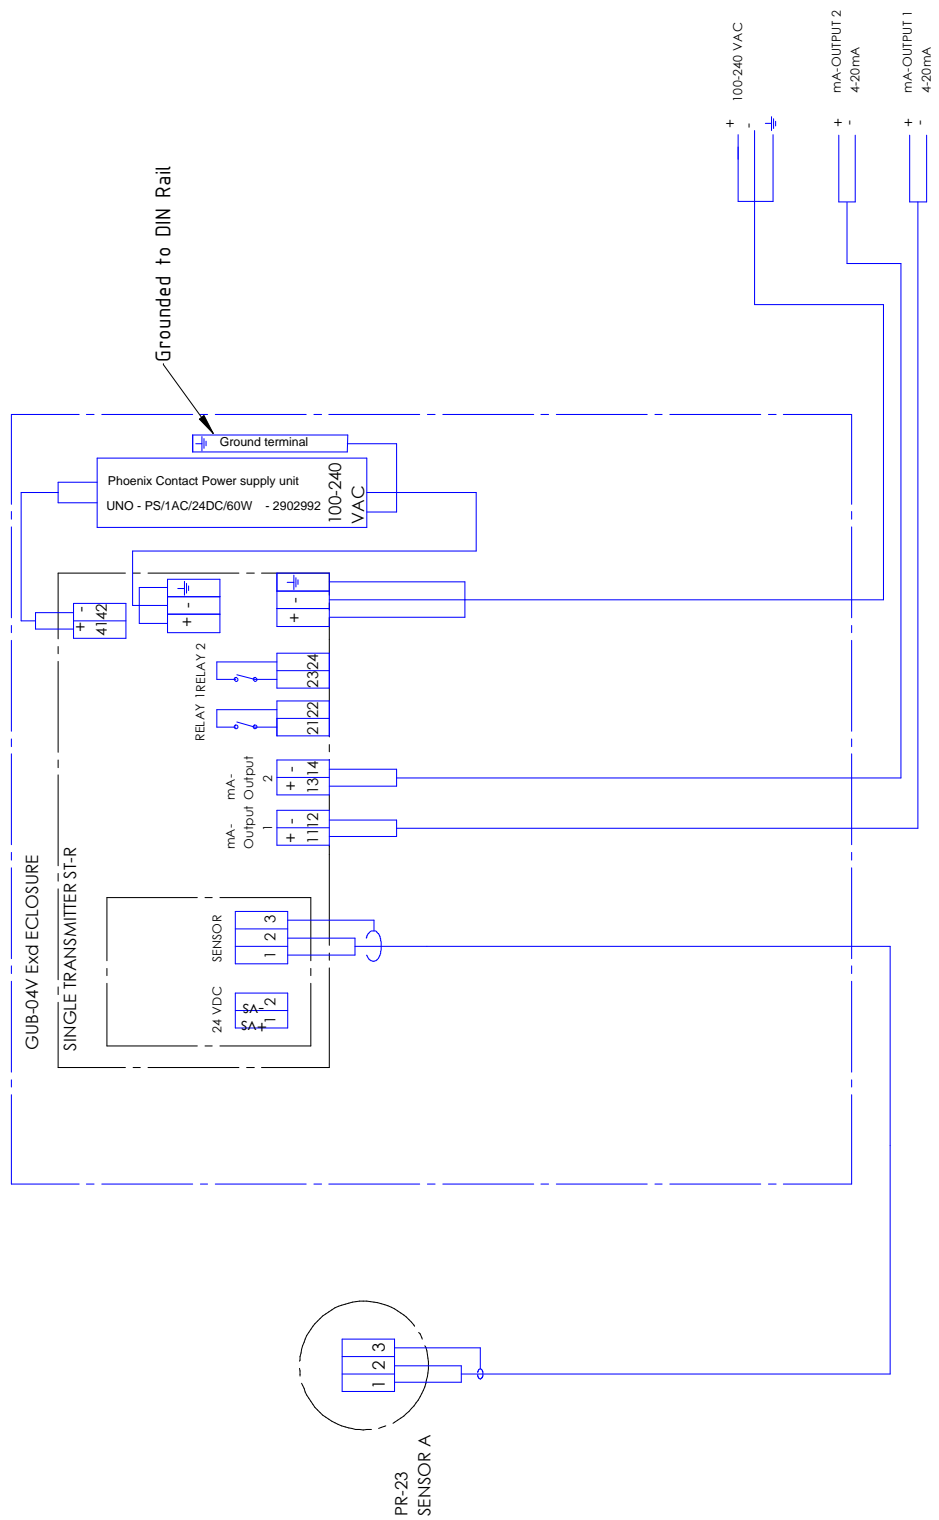 100-240 VAC
+
-
mA-OUTPUT 2
4-20mA
+
-
mA-OUTPUT 1
4-20mA
+
-
Grounded to DIN Rail
Ground terminal
Phoenix Contact Power supply unit
UNO - PS/1AC/24DC/60W - 2902992
100-240
VAC
+ -
41 42
+ -
+ -
RELAY 1
RELAY 2
23 24
21 22
mA-
Output
2
+ -
13 14
mA-
Output
1
+ -
11 12
GUB-04V Exd ECLOSURE
SINGLE TRANSMITTER ST-R
SENSOR
1 2 3
24 VDC
+VS -VS
1 2
1 2 3
PR-23
SENSOR A